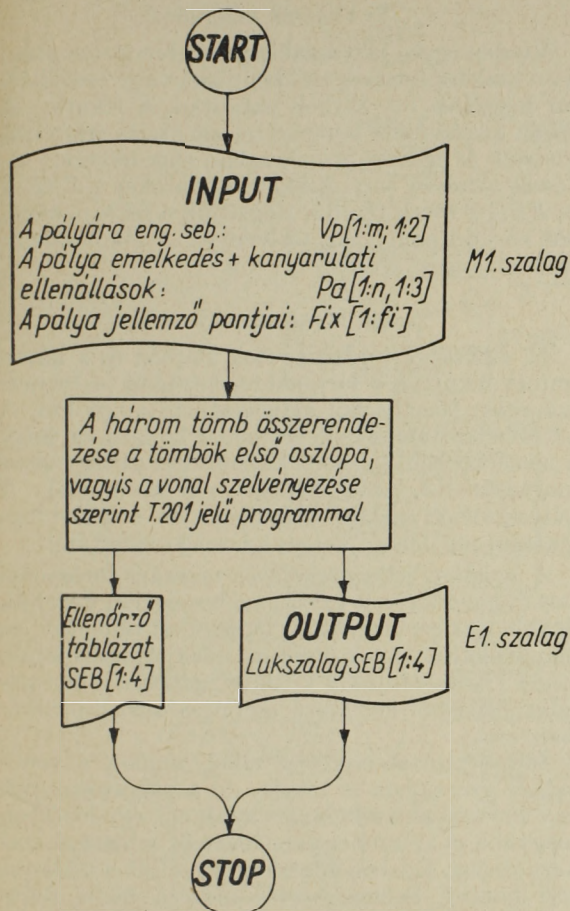 START
INPUT
A pályára eng. seb.: Vp[1:m; 1:2]
A pálya emelkedés + kanyarulati
ellenállások: Pa [1:n, 1:3]
A pálya jellemző pontjai: Fix [1:fi]
M1. szalag
A három tömb összerende-
zése a tömbök első oszlopa,
vagyis a vonal szelvényezése
szerint T.201 jelű programmal
Ellenőrző
táblázat
SEB [1:4]
OUTPUT
Lukszalag SEB [1:4]
E1. szalag
STOP